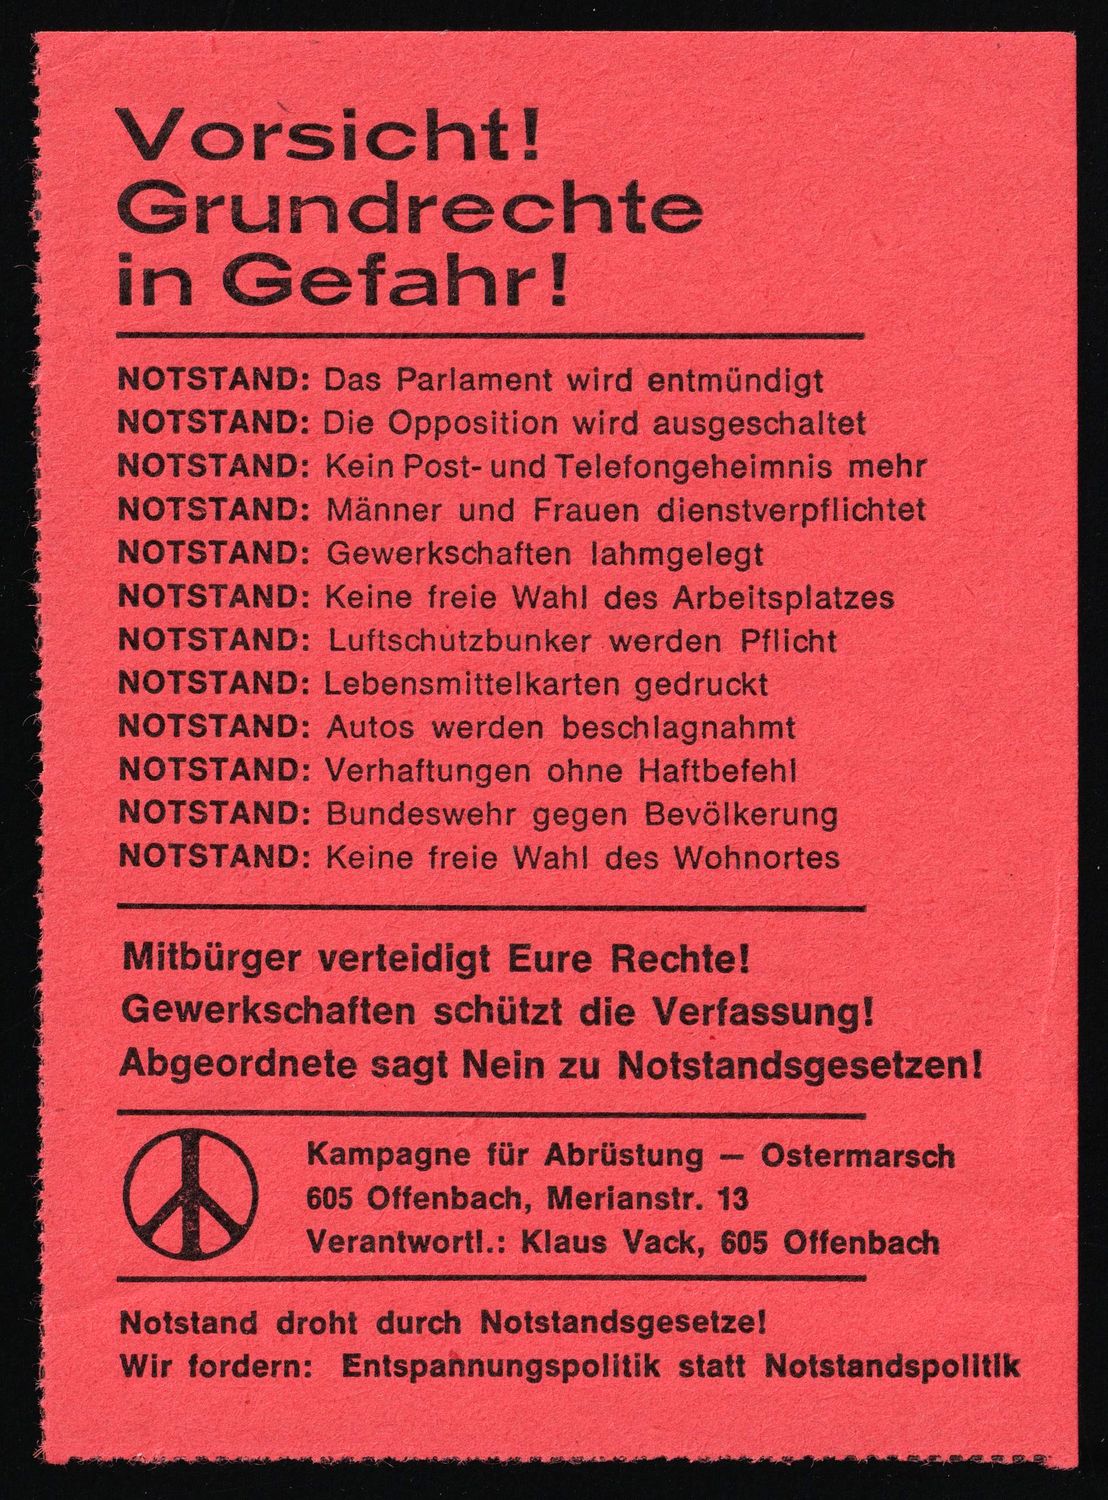 Vorsicht!
Grundrechte
in Gefahr!
NOTSTAND: Das Parlament wird entmündigt
NOTSTAND: Die Opposition wird ausgeschaltet
NOTSTAND: Kein Post- und Telefongeheimnis mehr
NOTSTAND: Männer und Frauen dienstverpflichtet
NOTSTAND: Gewerkschaften lahmgelegt
NOTSTAND: Keine freie Wahl des Arbeitsplatzes
NOTSTAND: Luftschutzbunker werden Pflicht
NOTSTAND: Lebensmittelkarten gedruckt
NOTSTAND: Autos werden beschlagnahmt
NOTSTAND: Verhaftungen ohne Haftbefehl
NOTSTAND: Bundeswehr gegen Bevölkerung
NOTSTAND: Keine freie Wahl des Wohnortes
Mitbürger verteidigt Eure Rechte!
Gewerkschaften schützt die Verfassung!
Abgeordnete sagt Nein zu Notstandsgesetzen!
Kampagne für Abrüstung — Ostermarsch
605 Offenbach, Merianstr. 13
Verantwortl.: Klaus Vack, 605 Offenbach
Notstand droht durch Notstandsgesetze!
Wir fordern: Entspannungspolitik statt Notstandspolitik